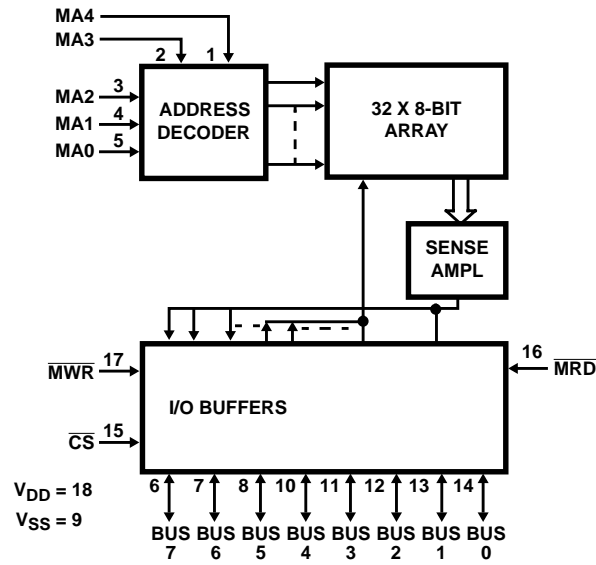 MA4
MA3
2
1
MA2
3
MA1
4
MA0
5
ADDRESS
DECODER
32 X 8-BIT
ARRAY
SENSE
AMPL
MWR
17
16
MRD
CS
15
I/O BUFFERS
VDD = 18
VSS = 9
6
7
8
10
11
12
13
14
BUS
7
BUS
6
BUS
5
BUS
4
BUS
3
BUS
2
BUS
1
BUS
0